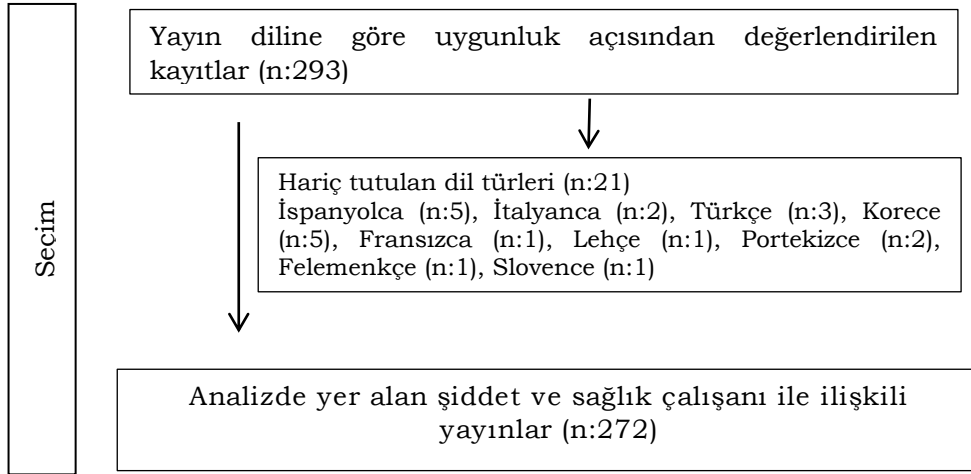 Seçim
Yayın diline göre uygunluk açısından değerlendirilen
kayıtlar (n:293)
Hariç tutulan dil türleri (n:21)
İspanyolca (n:5), İtalyanca (n:2), Türkçe (n:3), Korece
(n:5), Fransızca (n:1), Lehçe (n:1), Portekizce (n:2),
Felemenkçe (n:1), Slovence (n:1)
Analizde yer alan şiddet ve sağlık çalışanı ile ilişkili
yayınlar (n:272)